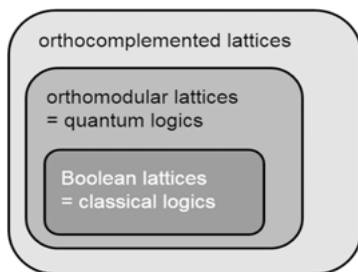 orthocomplemented lattices
orthomodular lattices
= quantum logics
Boolean lattices
= classical logics